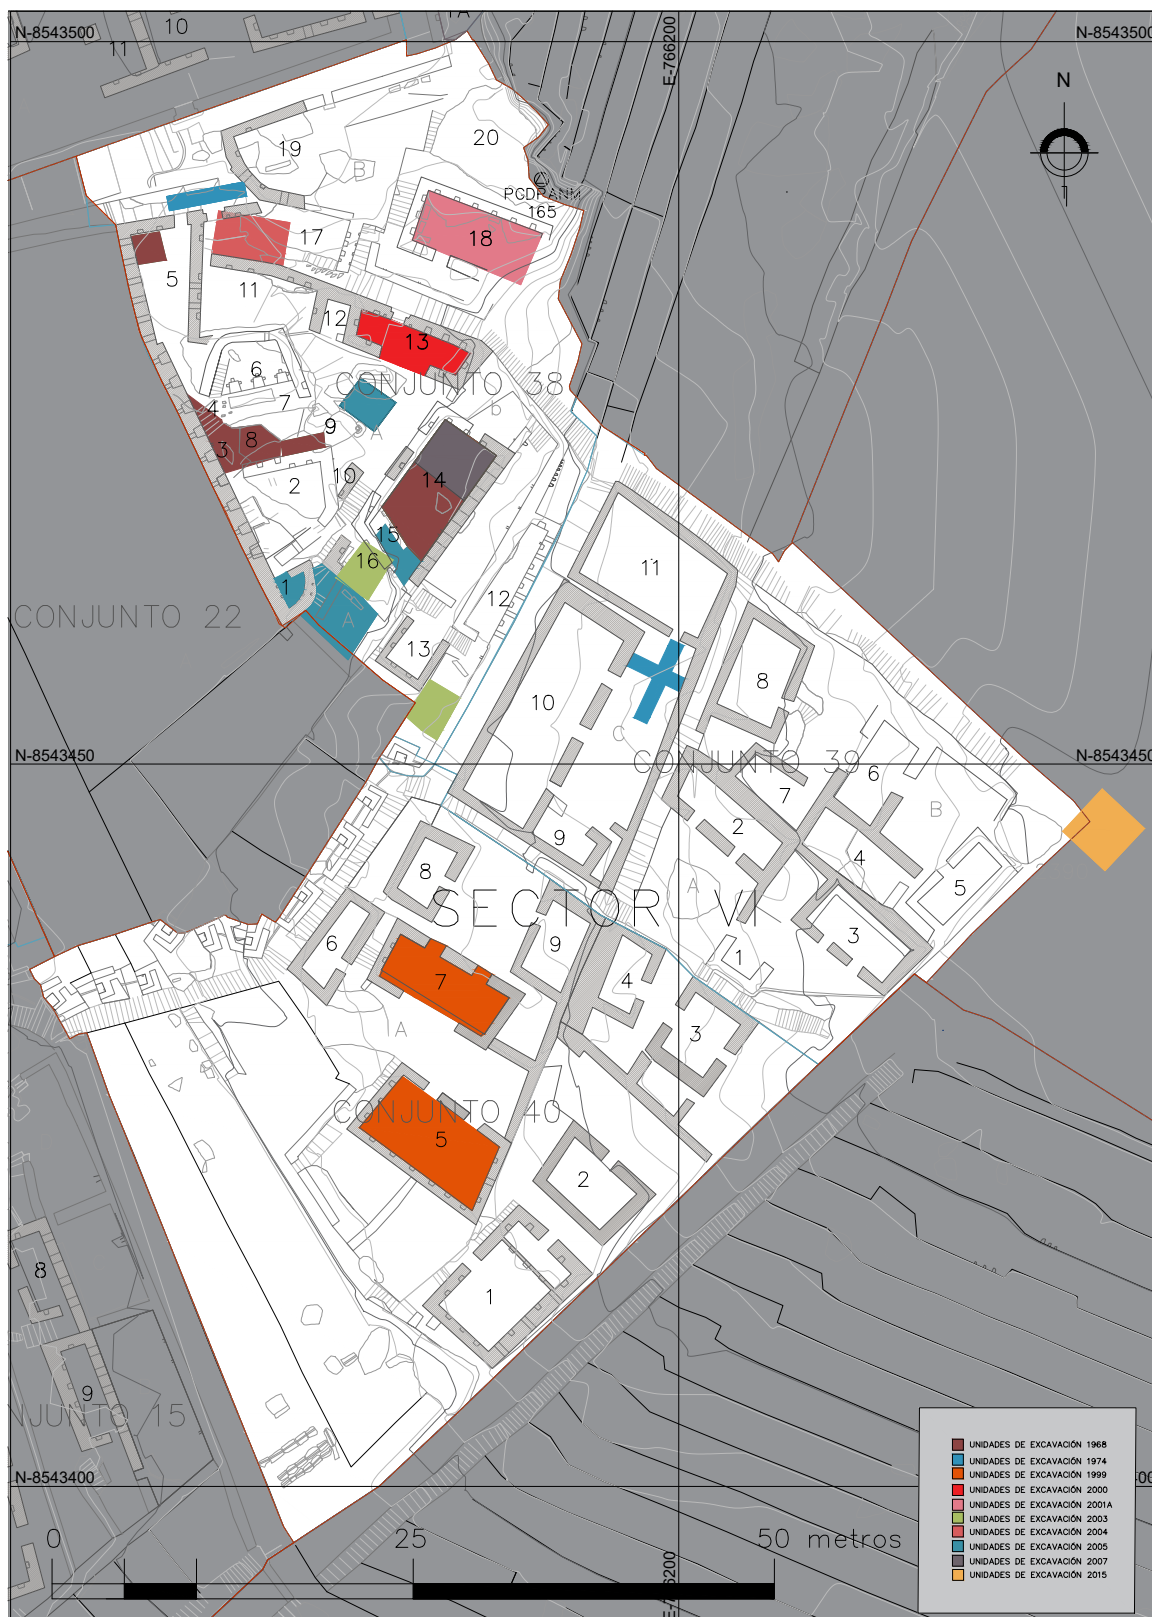 10
1A
11
N-8543500
E-766200
N-8543500
N
20
19
B
PGDRANM
165
17
18
5
11
12
13
6
CONJUNTO 38
7
4
9
A
B
8
3
14
10
2
15
16
11
1
12
CONJUNTO 22
A
13
8
10
C
N-8543450
CONJUNTO 39
N-8543450
6
7
B
2
9
4
8
A
5
SECTOR VI
3
6
9
1
7
4
A
3
CONJUNTO 40
5
2
8
1
9
NJUNTO 15
UNIDADES DE EXCAVACIÓN 1968
UNIDADES DE EXCAVACIÓN 1974
N-8543400
UNIDADES DE EXCAVACIÓN 1999
00
UNIDADES DE EXCAVACIÓN 2000
UNIDADES DE EXCAVACIÓN 2001A
UNIDADES DE EXCAVACIÓN 2003
UNIDADES DE EXCAVACIÓN 2004
UNIDADES DE EXCAVACIÓN 2005
UNIDADES DE EXCAVACIÓN 2007
UNIDADES DE EXCAVACIÓN 2015
0 25 50 metros